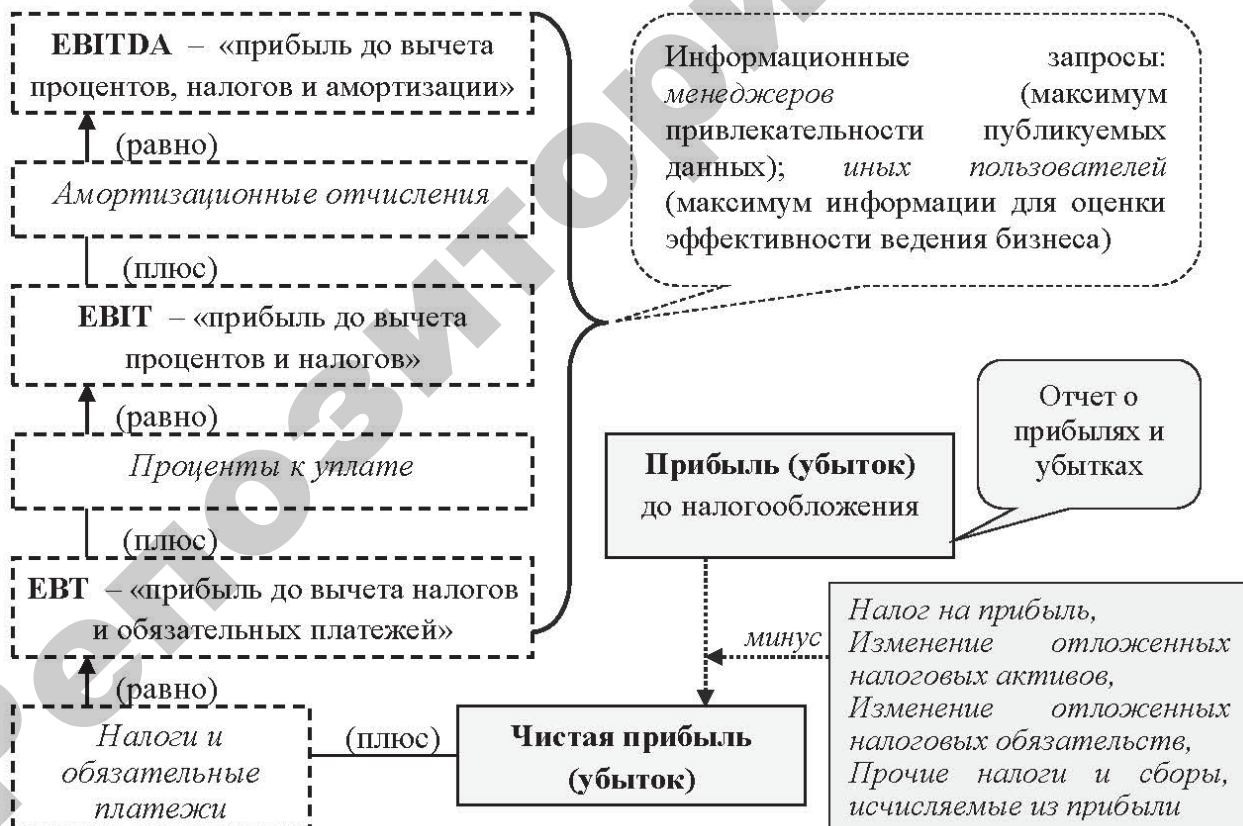 EBITDA – «прибыль до вычета
процентов, налогов и амортизации»
(равно)
Амортизационные отчисления
(плюс)
EBIT – «прибыль до вычета
процентов и налогов»
(равно)
Проценты к уплате
(плюс)
EBT – «прибыль до вычета налогов
и обязательных платежей»
(равно)
Налоги и
обязательные
платежи
(плюс)
Чистая прибыль
(убыток)
Информационные запросы:
менеджеров (максимум
привлекательности публикуемых
данных); иных пользователей
(максимум информации для оценки
эффективности ведения бизнеса)
Отчет о
прибылях и
убытках
Прибыль (убыток)
до налогообложения
минус
Налог на прибыль,
Изменение отложенных
налоговых активов,
Изменение отложенных
налоговых обязательств,
Прочие налоги и сборы,
исчисляемые из прибыли